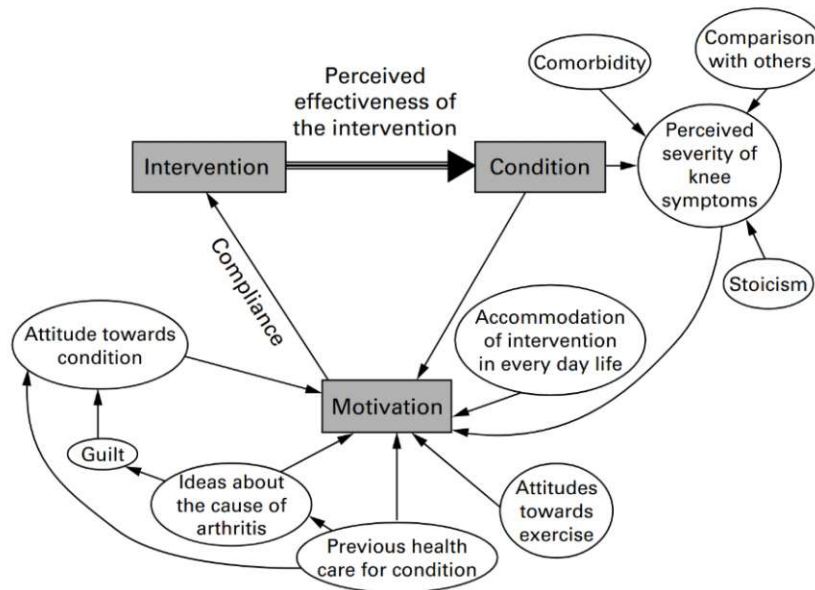 Comparison
with others
Comorbidity
Perceived
effectiveness of
the intervention
Perceived
severity of
knee
symptoms
Intervention
Condition
Compliance
Stoicism
Accommodation
of intervention
in every day life
Attitude towards
condition
Motivation
Guilt
Ideas about
the cause of
arthritis
Attitudes
towards
exercise
Previous health
care for condition